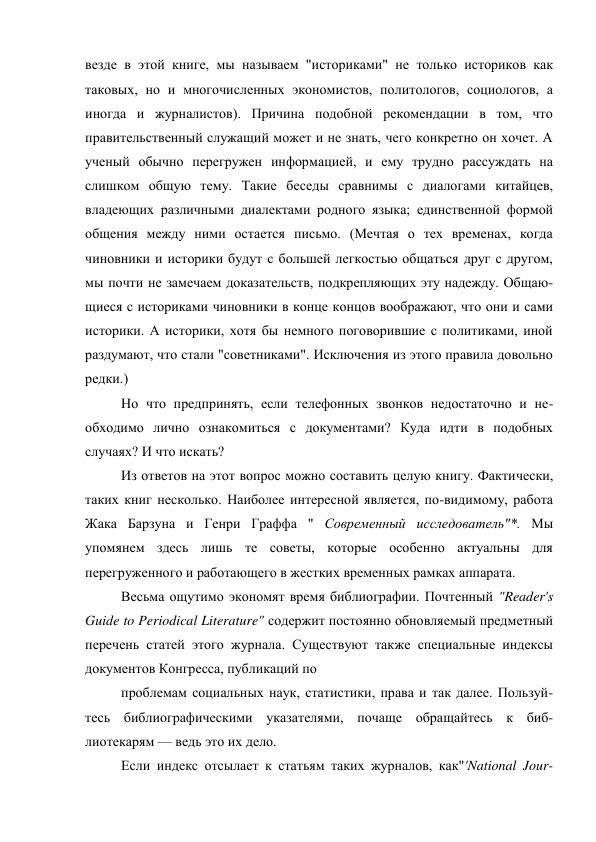 везде в этой книге, мы называем "историками" не только историков как
таковых, но и многочисленных экономистов, политологов, социологов, а
иногда и журналистов). Причина подобной рекомендации в том, что
правительственный служащий может и не знать, чего конкретно он хочет. А
ученый обычно перегружен информацией, и ему трудно рассуждать на
слишком общую тему. Такие беседы сравнимы с диалогами китайцев,
владеющих различными диалектами родного языка; единственной формой
общения между ними остается письмо. (Мечтая о тех временах, когда
чиновники и историки будут с большей легкостью общаться друг с другом,
мы почти не замечаем доказательств, подкрепляющих эту надежду. Общаю-
щиеся с историками чиновники в конце концов воображают, что они и сами
историки. А историки, хотя бы немного поговорившие с политиками, иной
раздумают, что стали "советниками". Исключения из этого правила довольно
редки.)
Но что предпринять, если телефонных звонков недостаточно и не-
обходимо лично ознакомиться с документами? Куда идти в подобных
случаях? И что искать?
Из ответов на этот вопрос можно составить целую книгу. Фактически,
таких книг несколько. Наиболее интересной является, по-видимому, работа
Жака Барзуна и Генри Граффа " Современный исследователь"*. Мы
упомянем здесь лишь те советы, которые особенно актуальны для
перегруженного и работающего в жестких временных рамках аппарата.
Весьма ощутимо экономят время библиографии. Почтенный "Reader's
Guide to Periodical Literature" содержит постоянно обновляемый предметный
перечень статей этого журнала. Существуют также специальные индексы
документов Конгресса, публикаций по
проблемам социальных наук, статистики, права и так далее. Пользуй-
тесь библиографическими указателями, почаще обращайтесь к биб-
лиотекарям — ведь это их дело.
Если индекс отсылает к статьям таких журналов, как"'National Jour-